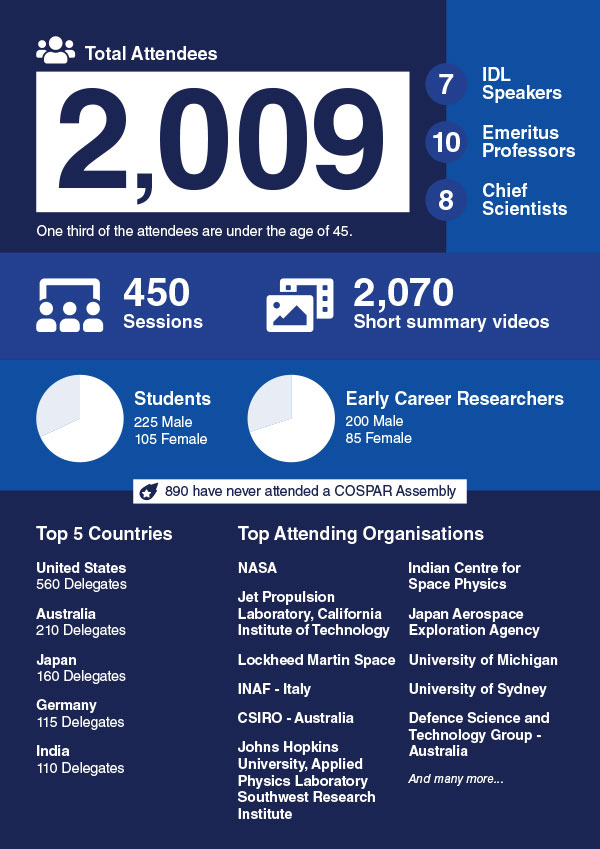 Total Attendees
2,009
One third of the attendees are under the age of 45.
7
IDL
Speakers
10
Emeritus
Professors
8
Chief
Scientists
450
Sessions
2,070
Short summary videos
Students
225 Male
105 Female
Early Career Researchers
200 Male
85 Female
890 have never attended a COSPAR Assembly
Top 5 Countries
United States
560 Delegates
Australia
210 Delegates
Japan
160 Delegates
Germany
115 Delegates
India
110 Delegates
Top Attending Organisations
NASA
Jet Propulsion
Laboratory, California
Institute of Technology
Lockheed Martin Space
INAF - Italy
CSIRO - Australia
Johns Hopkins
University, Applied
Physics Laboratory
Southwest Research
Institute
Indian Centre for
Space Physics
Japan Aerospace
Exploration Agency
University of Michigan
University of Sydney
Defence Science and
Technology Group -
Australia
And many more...